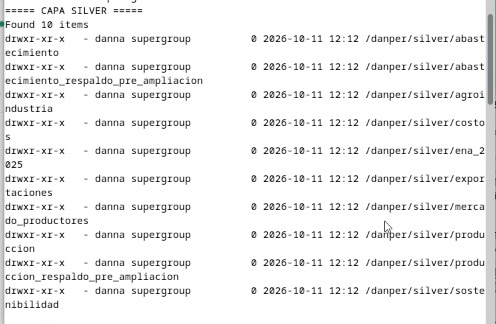 ===== CAPA SILVER =====
Found 10 items
drwxr-xr-x   - danna supergroup          0 2026-10-11 12:12 /danper/silver/abast
ecimiento
drwxr-xr-x   - danna supergroup          0 2026-10-11 12:12 /danper/silver/abast
ecimiento_respaldo_pre_ampliacion
drwxr-xr-x   - danna supergroup          0 2026-10-11 12:12 /danper/silver/agroi
ndustria
drwxr-xr-x   - danna supergroup          0 2026-10-11 12:12 /danper/silver/costo
s
drwxr-xr-x   - danna supergroup          0 2026-10-11 12:12 /danper/silver/ena_2
025
drwxr-xr-x   - danna supergroup          0 2026-10-11 12:12 /danper/silver/expor
taciones
drwxr-xr-x   - danna supergroup          0 2026-10-11 12:12 /danper/silver/merca
do_productores
drwxr-xr-x   - danna supergroup          0 2026-10-11 12:12 /danper/silver/produ
ccion
drwxr-xr-x   - danna supergroup          0 2026-10-11 12:12 /danper/silver/produ
ccion_respaldo_pre_ampliacion
drwxr-xr-x   - danna supergroup          0 2026-10-11 12:12 /danper/silver/soste
nibilidad